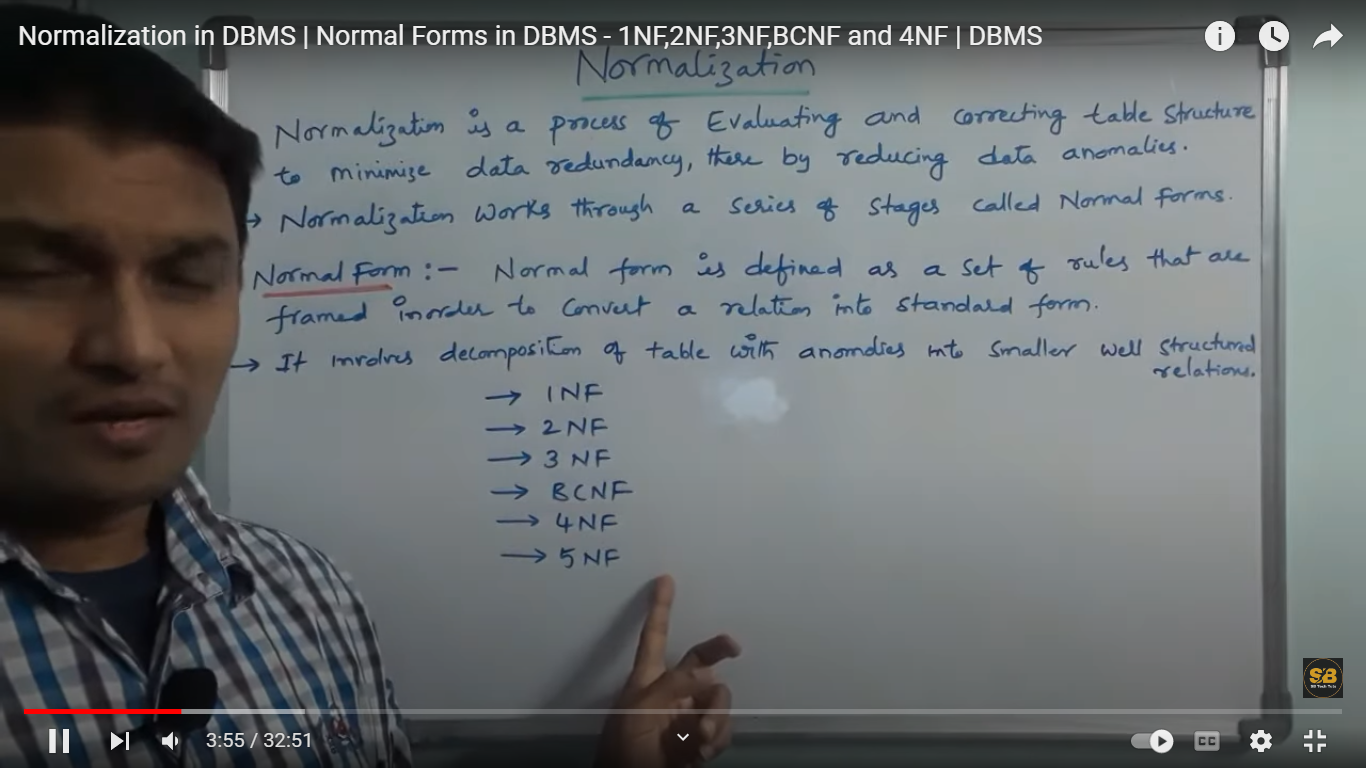 Normalization in DBMS | Normal Forms in DBMS - 1NF,2NF,3NF,BCNF and 4NF | DBMS
Normalization
Normalization is a process of Evaluating and correcting table structure
to minimize data redundancy, there by reducing data anomalies.
→ Normalization works through a series of stages called Normal forms.
Normal Form :- Normal form is defined as a set of rules that are
framed inorder to convert a relation into standard form.
→ It involves decomposition of table with anomalies into smaller well structured
relations.
→ 1NF
→ 2NF
→ 3NF
→ BCNF
→ 4NF
→ 5NF
SB
3:55 / 32:51
CC